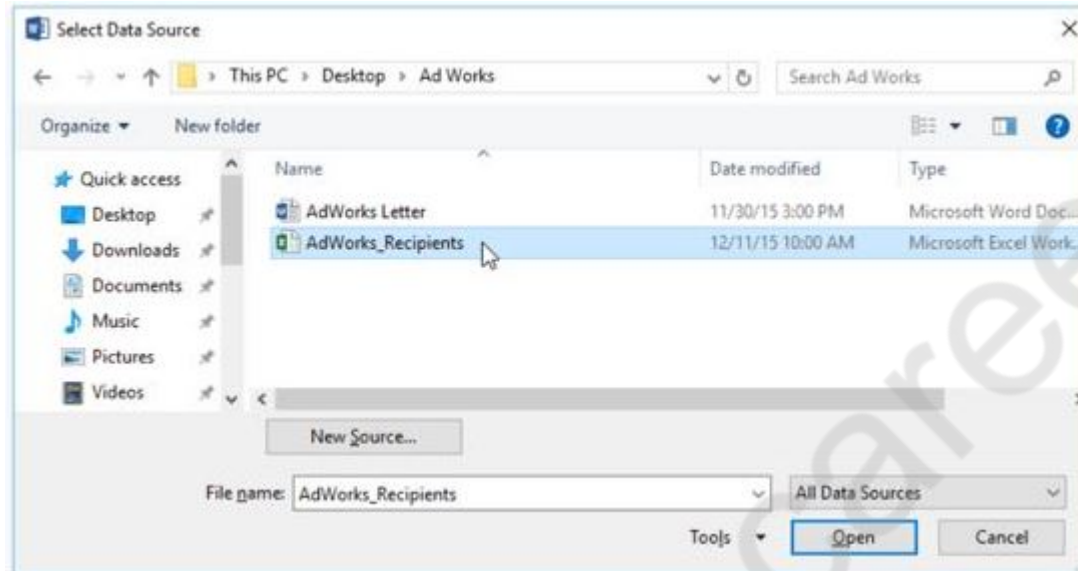 Select Data Source
This PC > Desktop > Ad Works
Search Ad Works
Organize
New folder
Name
Date modified
Type
Quick access
Desktop
Downloads
Documents
Music
Pictures
Videos
AdWorks Letter 11/30/15 3:00 PM Microsoft Word Doc...
AdWorks_Recipients 12/11/15 10:00 AM Microsoft Excel Work...
New Source...
File name: AdWorks_Recipients
All Data Sources
Tools
Open
Cancel